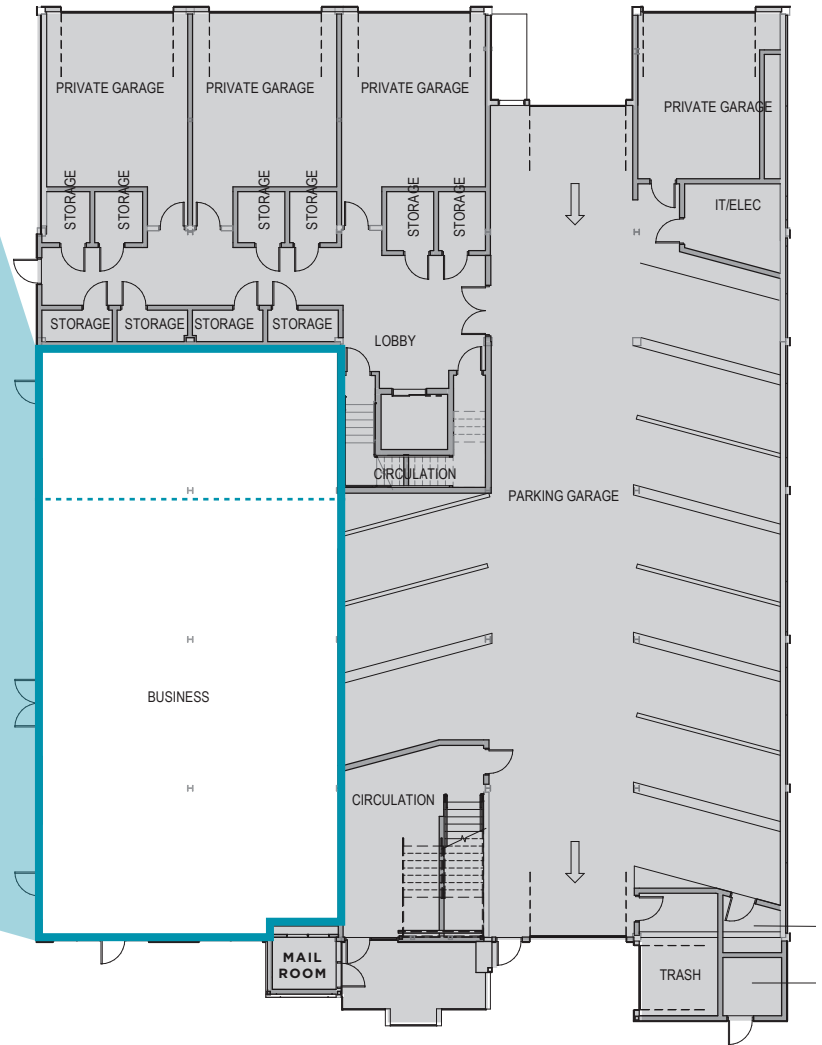 PRIVATE GARAGE
PRIVATE GARAGE
PRIVATE GARAGE
PRIVATE GARAGE
STORAGE
STORAGE
STORAGE
STORAGE
STORAGE
STORAGE
IT/ELEC
STORAGE
STORAGE
STORAGE
STORAGE
LOBBY
CIRCULATION
PARKING GARAGE
BUSINESS
CIRCULATION
MAIL
ROOM
TRASH